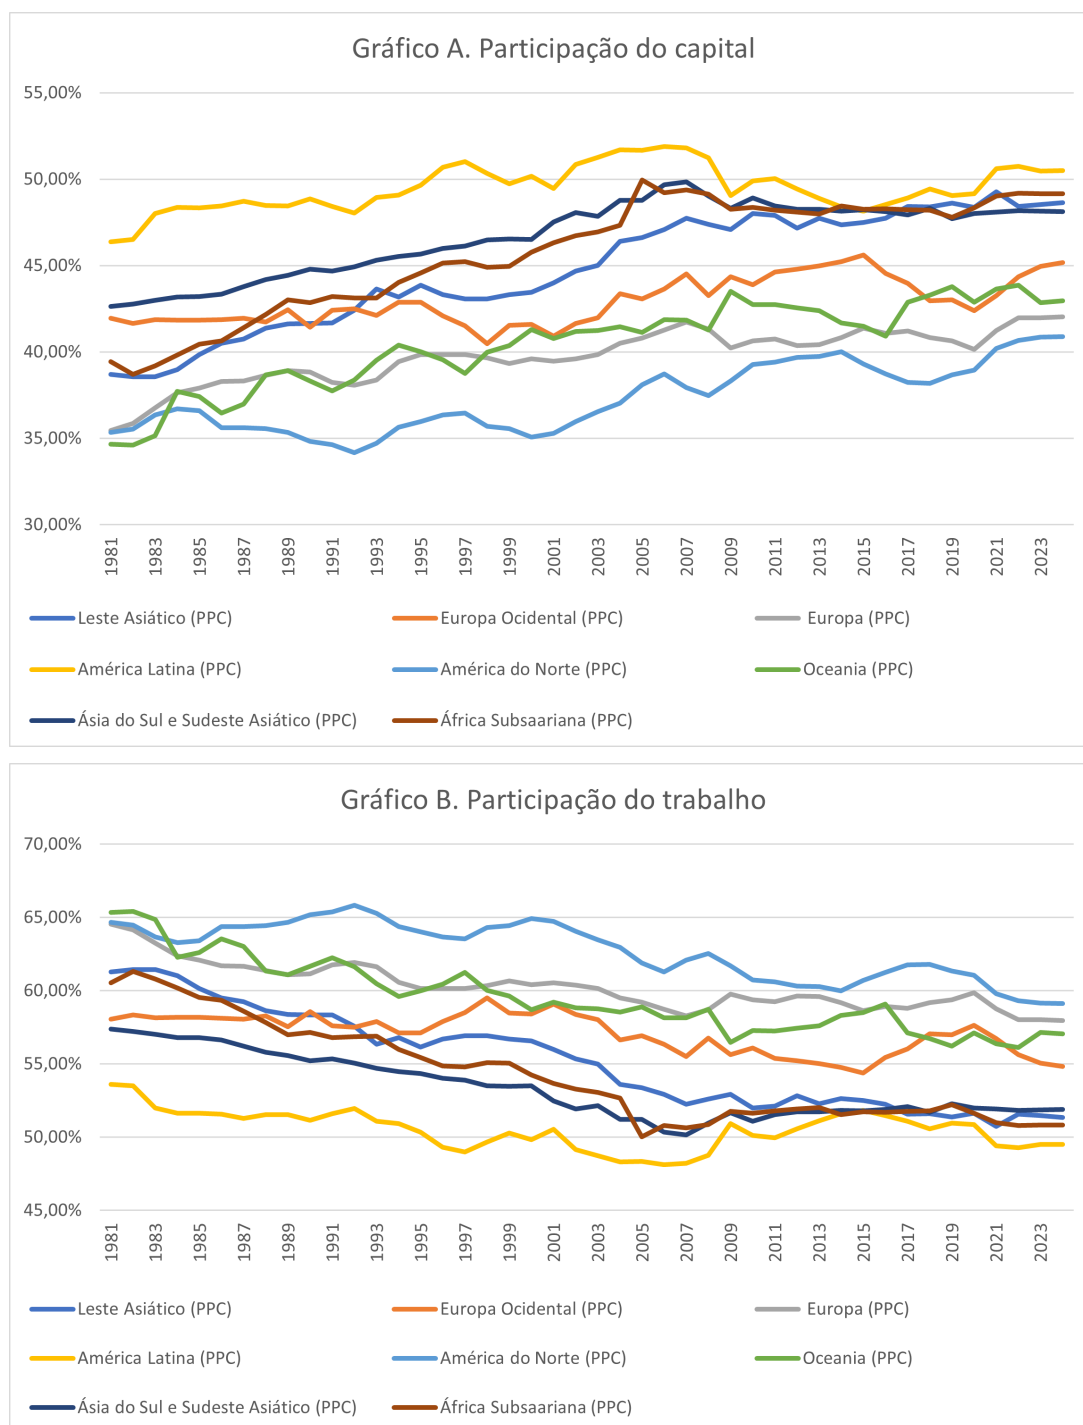 Gráfico A. Participação do capital
55,00%
50,00%
45,00%
40,00%
35,00%
30,00%
1981 1983 1985 1987 1989 1991 1993 1995 1997 1999 2001 2003 2005 2007 2009 2011 2013 2015 2017 2019 2021 2023
Leste Asiático (PPC) Europa Ocidental (PPC) Europa (PPC)
América Latina (PPC) América do Norte (PPC) Oceania (PPC)
Ásia do Sul e Sudeste Asiático (PPC) África Subsaariana (PPC)
Gráfico B. Participação do trabalho
70,00%
65,00%
60,00%
55,00%
50,00%
45,00%
1981 1983 1985 1987 1989 1991 1993 1995 1997 1999 2001 2003 2005 2007 2009 2011 2013 2015 2017 2019 2021 2023
Leste Asiático (PPC) Europa Ocidental (PPC) Europa (PPC)
América Latina (PPC) América do Norte (PPC) Oceania (PPC)
Ásia do Sul e Sudeste Asiático (PPC) África Subsaariana (PPC)